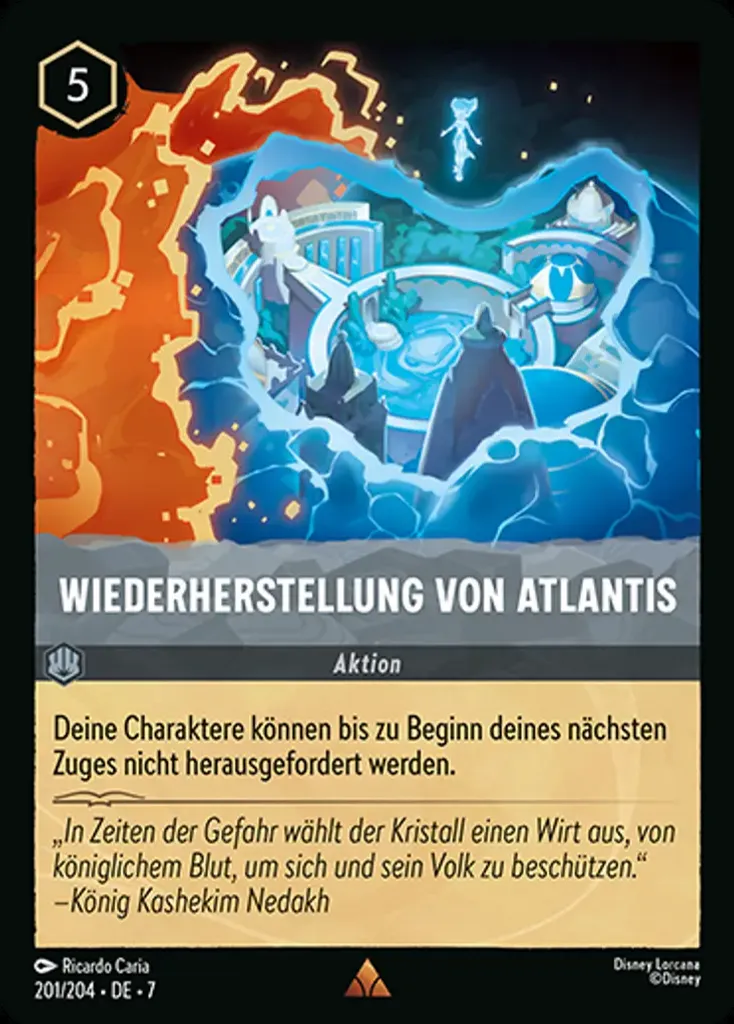 5
WIEDERHERSTELLUNG VON ATLANTIS
Aktion
Deine Charaktere können bis zu Beginn deines nächsten
Zuges nicht herausgefordert werden.
„In Zeiten der Gefahr wählt der Kristall einen Wirt aus, von
königlichem Blut, um sich und sein Volk zu beschützen.“
–König Kashekim Nedakh
Ricardo Caria
201/204 • DE • 7
Disney Lorcana
©Disney